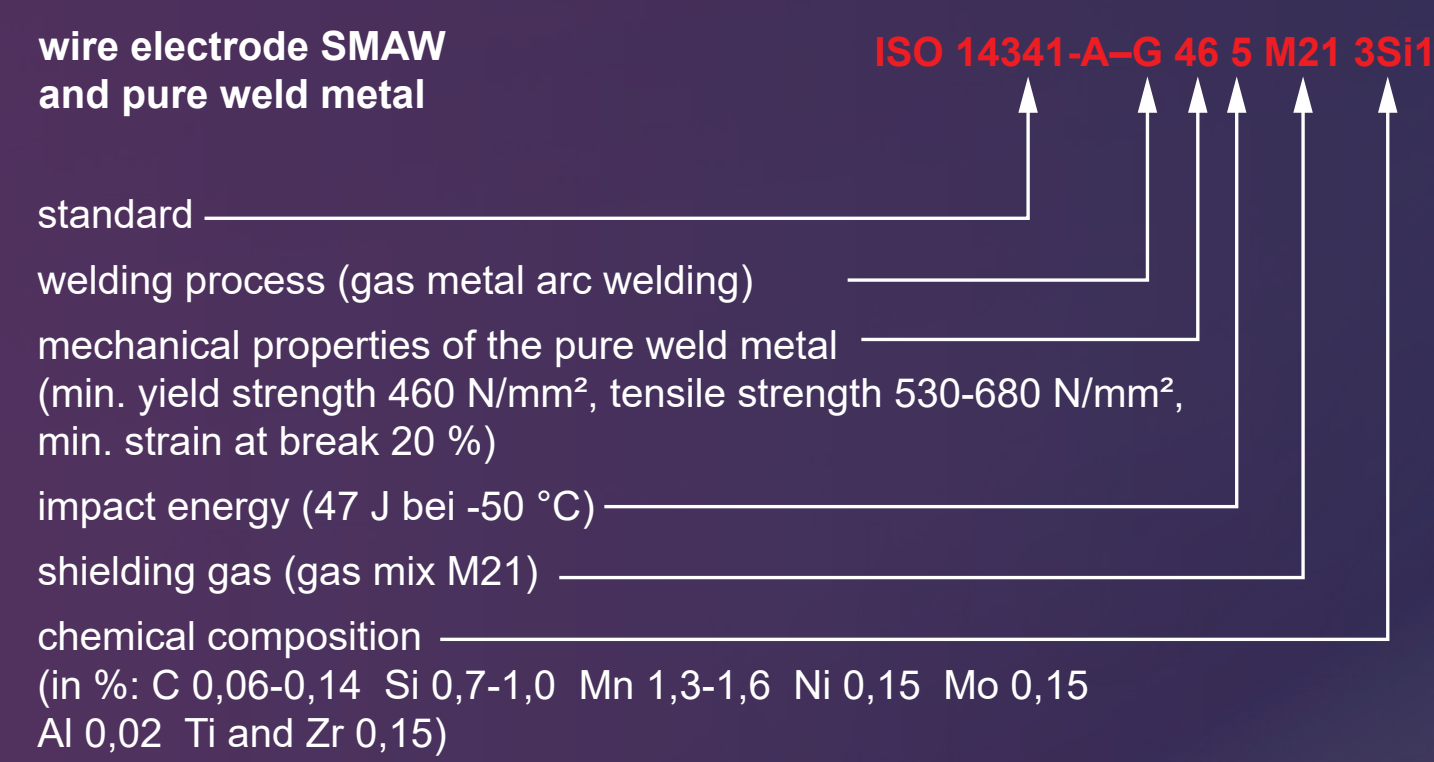 wire electrode SMAW
and pure weld metal
ISO 14341-A–G 46 5 M21 3Si1
standard
welding process (gas metal arc welding)
mechanical properties of the pure weld metal
(min. yield strength 460 N/mm², tensile strength 530-680 N/mm²,
min. strain at break 20 %)
impact energy (47 J bei -50 °C)
shielding gas (gas mix M21)
chemical composition
(in %: C 0,06-0,14 Si 0,7-1,0 Mn 1,3-1,6 Ni 0,15 Mo 0,15
Al 0,02 Ti and Zr 0,15)